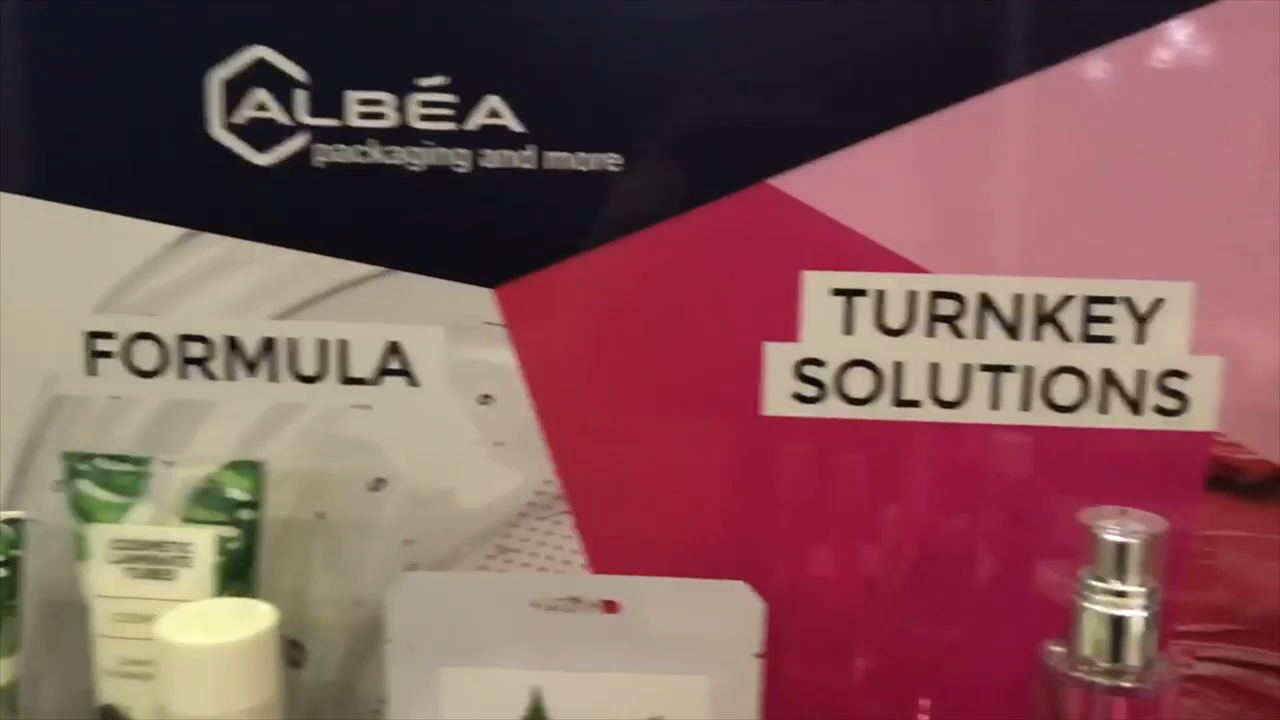 ALBÉA
packaging and more
FORMULA
TURNKEY
SOLUTIONS